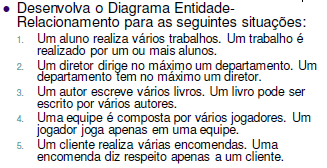 Desenvolva o Diagrama Entidade-
Relacionamento para as seguintes situações:
1. Um aluno realiza vários trabalhos. Um trabalho é
realizado por um ou mais alunos.
2. Um diretor dirige no máximo um departamento. Um
departamento tem no máximo um diretor.
3. Um autor escreve vários livros. Um livro pode ser
escrito por vários autores.
4. Uma equipe é composta por vários jogadores. Um
jogador joga apenas em uma equipe.
5. Um cliente realiza várias encomendas. Uma
encomenda diz respeito apenas a um cliente.